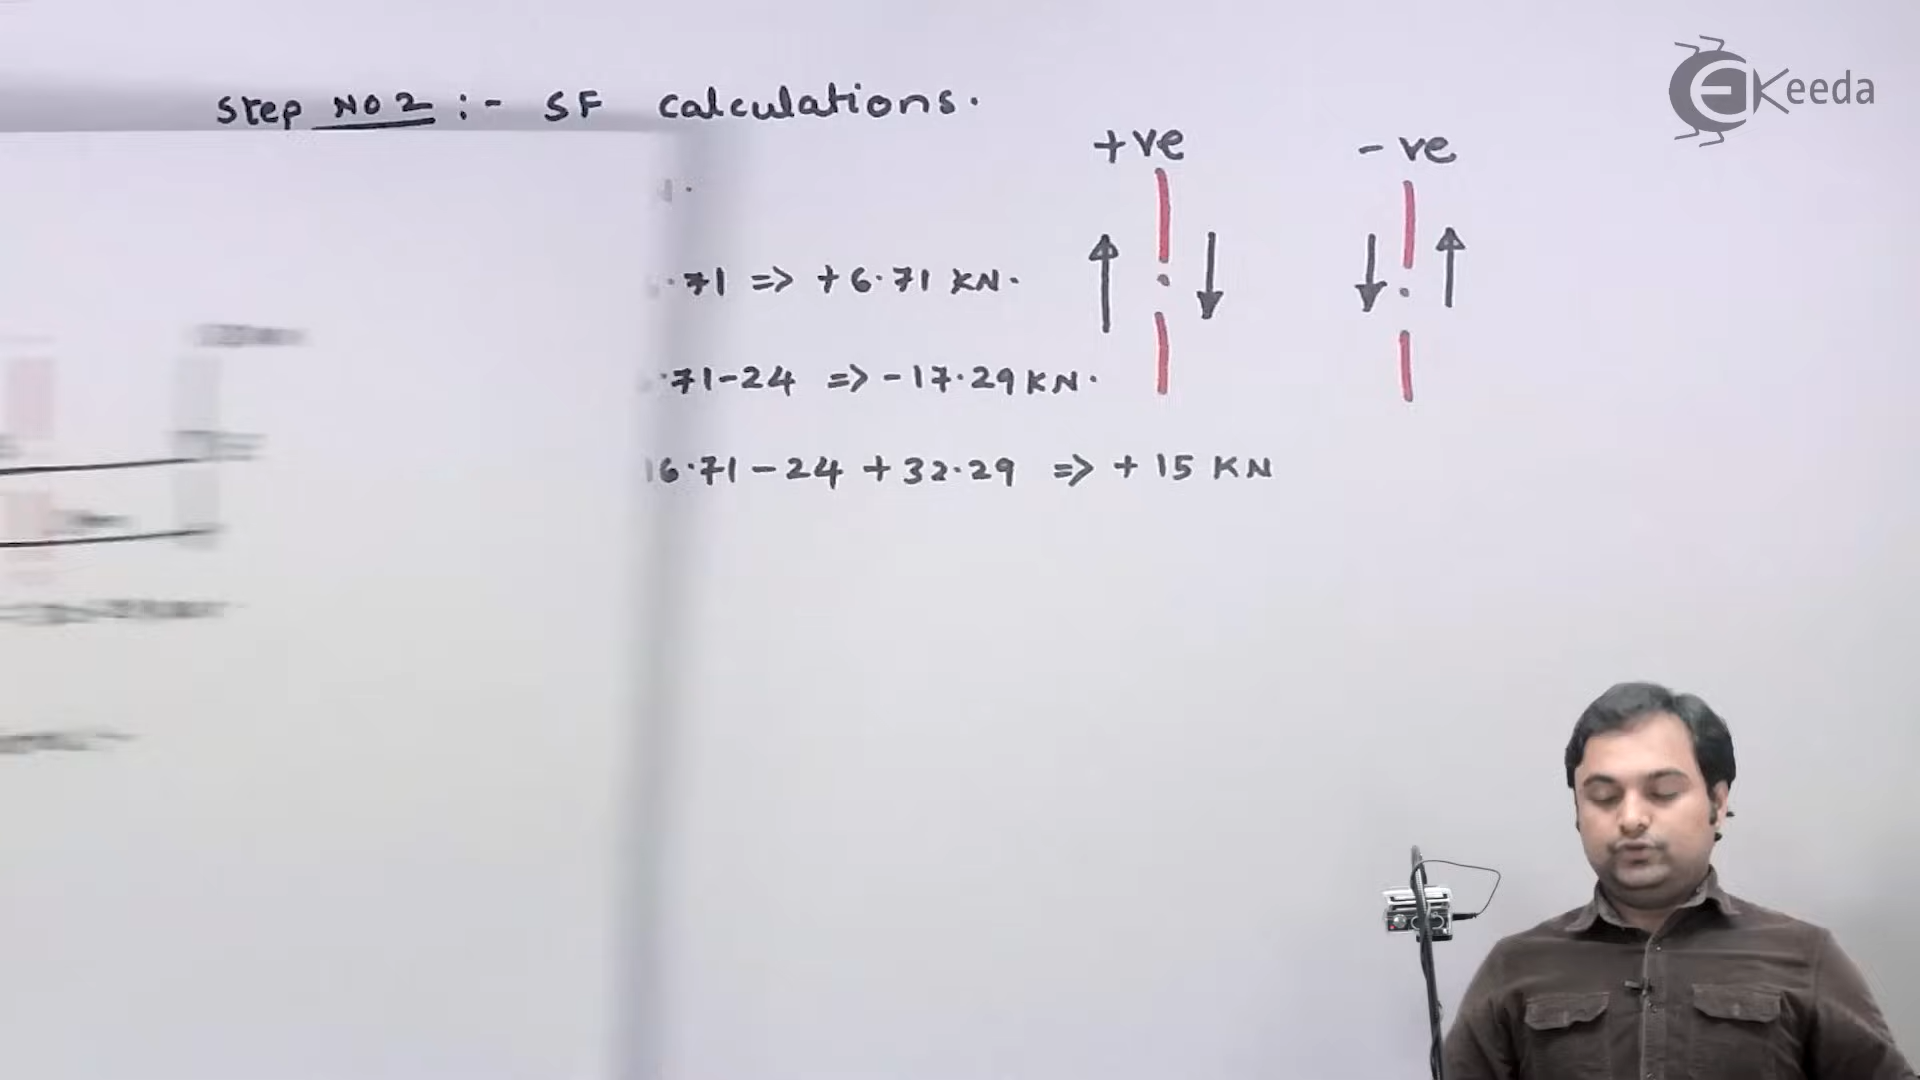 Step NO 2 :- SF calculations.
EKeeda
+ve
- ve
.71 => +6.71 KN.
.71-24 => -17.29 KN.
6.71 - 24 + 32.29 => + 15 KN